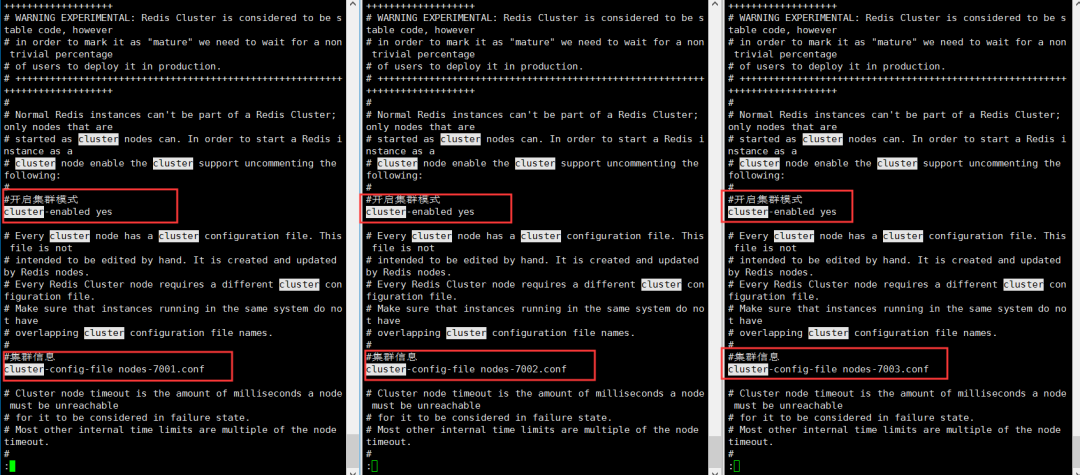 +++++++++++++++++++
# WARNING EXPERIMENTAL: Redis Cluster is considered to be s
table code, however
# in order to mark it as "mature" we need to wait for a non
 trivial percentage
# of users to deploy it in production.
# ++++++++++++++++++++++++++++++++++++++++++++++++++++++++++
+++++++++++++++++++
#
# Normal Redis instances can't be part of a Redis Cluster;
only nodes that are
# started as cluster nodes can. In order to start a Redis i
nstance as a
# cluster node enable the cluster support uncommenting the
following:
#
#开启集群模式
cluster-enabled yes

# Every cluster node has a cluster configuration file. This
 file is not
# intended to be edited by hand. It is created and updated
by Redis nodes.
# Every Redis Cluster node requires a different cluster con
figuration file.
# Make sure that instances running in the same system do no
t have
# overlapping cluster configuration file names.
#
#集群信息
cluster-config-file nodes-7001.conf

# Cluster node timeout is the amount of milliseconds a node
 must be unreachable
# for it to be considered in failure state.
# Most other internal time limits are multiple of the node
timeout.
#
:
+++++++++++++++++++
# WARNING EXPERIMENTAL: Redis Cluster is considered to be s
table code, however
# in order to mark it as "mature" we need to wait for a non
 trivial percentage
# of users to deploy it in production.
# ++++++++++++++++++++++++++++++++++++++++++++++++++++++++++
+++++++++++++++++++
#
# Normal Redis instances can't be part of a Redis Cluster;
only nodes that are
# started as cluster nodes can. In order to start a Redis i
nstance as a
# cluster node enable the cluster support uncommenting the
following:
#
#开启集群模式
cluster-enabled yes

# Every cluster node has a cluster configuration file. This
 file is not
# intended to be edited by hand. It is created and updated
by Redis nodes.
# Every Redis Cluster node requires a different cluster con
figuration file.
# Make sure that instances running in the same system do no
t have
# overlapping cluster configuration file names.
#
#集群信息
cluster-config-file nodes-7002.conf

# Cluster node timeout is the amount of milliseconds a node
 must be unreachable
# for it to be considered in failure state.
# Most other internal time limits are multiple of the node
timeout.
#
:
+++++++++++++++++++
# WARNING EXPERIMENTAL: Redis Cluster is considered to be s
table code, however
# in order to mark it as "mature" we need to wait for a non
 trivial percentage
# of users to deploy it in production.
# ++++++++++++++++++++++++++++++++++++++++++++++++++++++++++
+++++++++++++++++++
#
# Normal Redis instances can't be part of a Redis Cluster;
only nodes that are
# started as cluster nodes can. In order to start a Redis i
nstance as a
# cluster node enable the cluster support uncommenting the
following:
#
#开启集群模式
cluster-enabled yes

# Every cluster node has a cluster configuration file. This
 file is not
# intended to be edited by hand. It is created and updated
by Redis nodes.
# Every Redis Cluster node requires a different cluster con
figuration file.
# Make sure that instances running in the same system do no
t have
# overlapping cluster configuration file names.
#
#集群信息
cluster-config-file nodes-7003.conf

# Cluster node timeout is the amount of milliseconds a node
 must be unreachable
# for it to be considered in failure state.
# Most other internal time limits are multiple of the node
timeout.
#
: